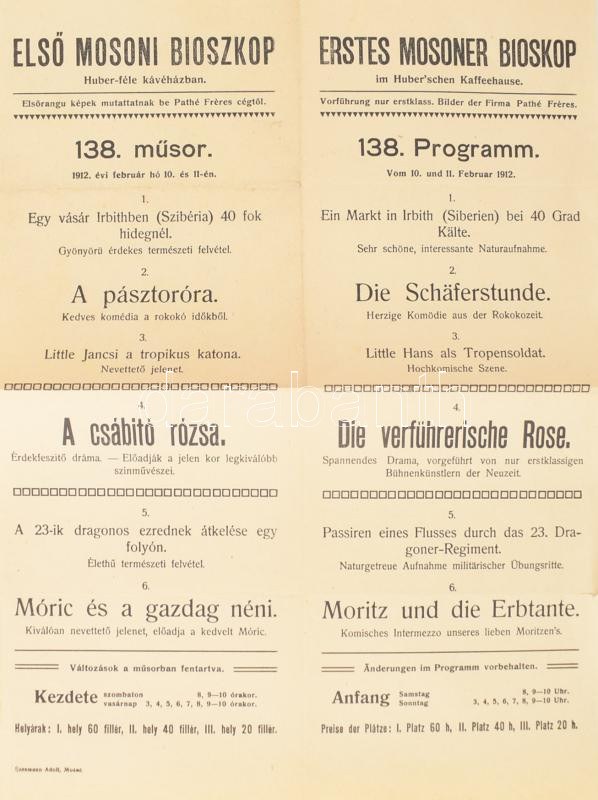 ELSŐ MOSONI BIOSZKOP
Huber-féle kávéházban.
Elsőrangu képek mutattatnak be Pathé Frères cégtől.
138. műsor.
1912. évi február hó 10. és 11-én.
1.
Egy vásár Irbithben (Szibéria) 40 fok
hidegnél.
Gyönyörü érdekes természeti felvétel.
2.
A pásztoróra.
Kedves komédia a rokokó időkből.
3.
Little Jancsi a tropikus katona.
Nevettető jelenet.
4.
A csábitó rózsa.
Érdekfeszitő dráma. — Előadják a jelen kor legkiválóbb
szinművészei.
5.
A 23-ik dragonos ezrednek átkelése egy
folyón.
Élethű természeti felvétel.
6.
Móric és a gazdag néni.
Kiválóan nevettető jelenet, előadja a kedvelt Móric.
Változások a műsorban fentartva.
Kezdete szombaton 8, 9—10 órakor.
vasárnap 3, 4, 5, 6, 7, 8, 9—10 órakor.
Helyárak: I. hely 60 fillér, II. hely 40 fillér, III. hely 20 fillér.
Adolf, Moson
ERSTES MOSONER BIOSKOP
im Huber'schen Kaffeehause.
Vorführung nur erstklass. Bilder der Firma Pathé Frères.
138. Programm.
Vom 10. und 11. Februar 1912.
1.
Ein Markt in Irbith (Siberien) bei 40 Grad
Kälte.
Sehr schöne, interessante Naturaufnahme.
2.
Die Schäferstunde.
Herzige Komödie aus der Rokokozeit.
3.
Little Hans als Tropensoldat.
Hochkomische Szene.
4.
Die verführerische Rose.
Spannendes Drama, vorgeführt von nur erstklassigen
Bühnenkünstlern der Neuzeit.
5.
Passiren eines Flusses durch das 23. Dra-
goner-Regiment.
Naturgetreue Aufnahme militärischer Übungsritte.
6.
Moritz und die Erbtante.
Komisches Intermezzo unseres lieben Moritzen's.
Änderungen im Programm vorbehalten.
Anfang Samstag 8, 9—10 Uhr.
Sonntag 3, 4, 5, 6, 7, 8, 9—10 Uhr.
Preise der Plätze: I. Platz 60 h, II. Platz 40 h, III. Platz 20 h.
darabanth